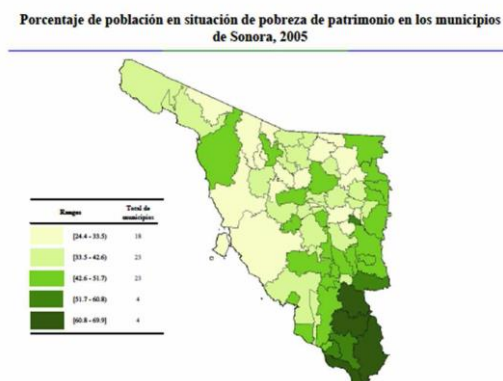 Porcentaje de población en situación de pobreza de patrimonio en los municipios
de Sonora, 2005
Rangos Total de
municipios
[24.4 - 33.5) 18
[33.5 - 42.6) 23
[42.6 - 51.7) 23
[51.7 - 60.8) 4
[60.8 - 69.9] 4